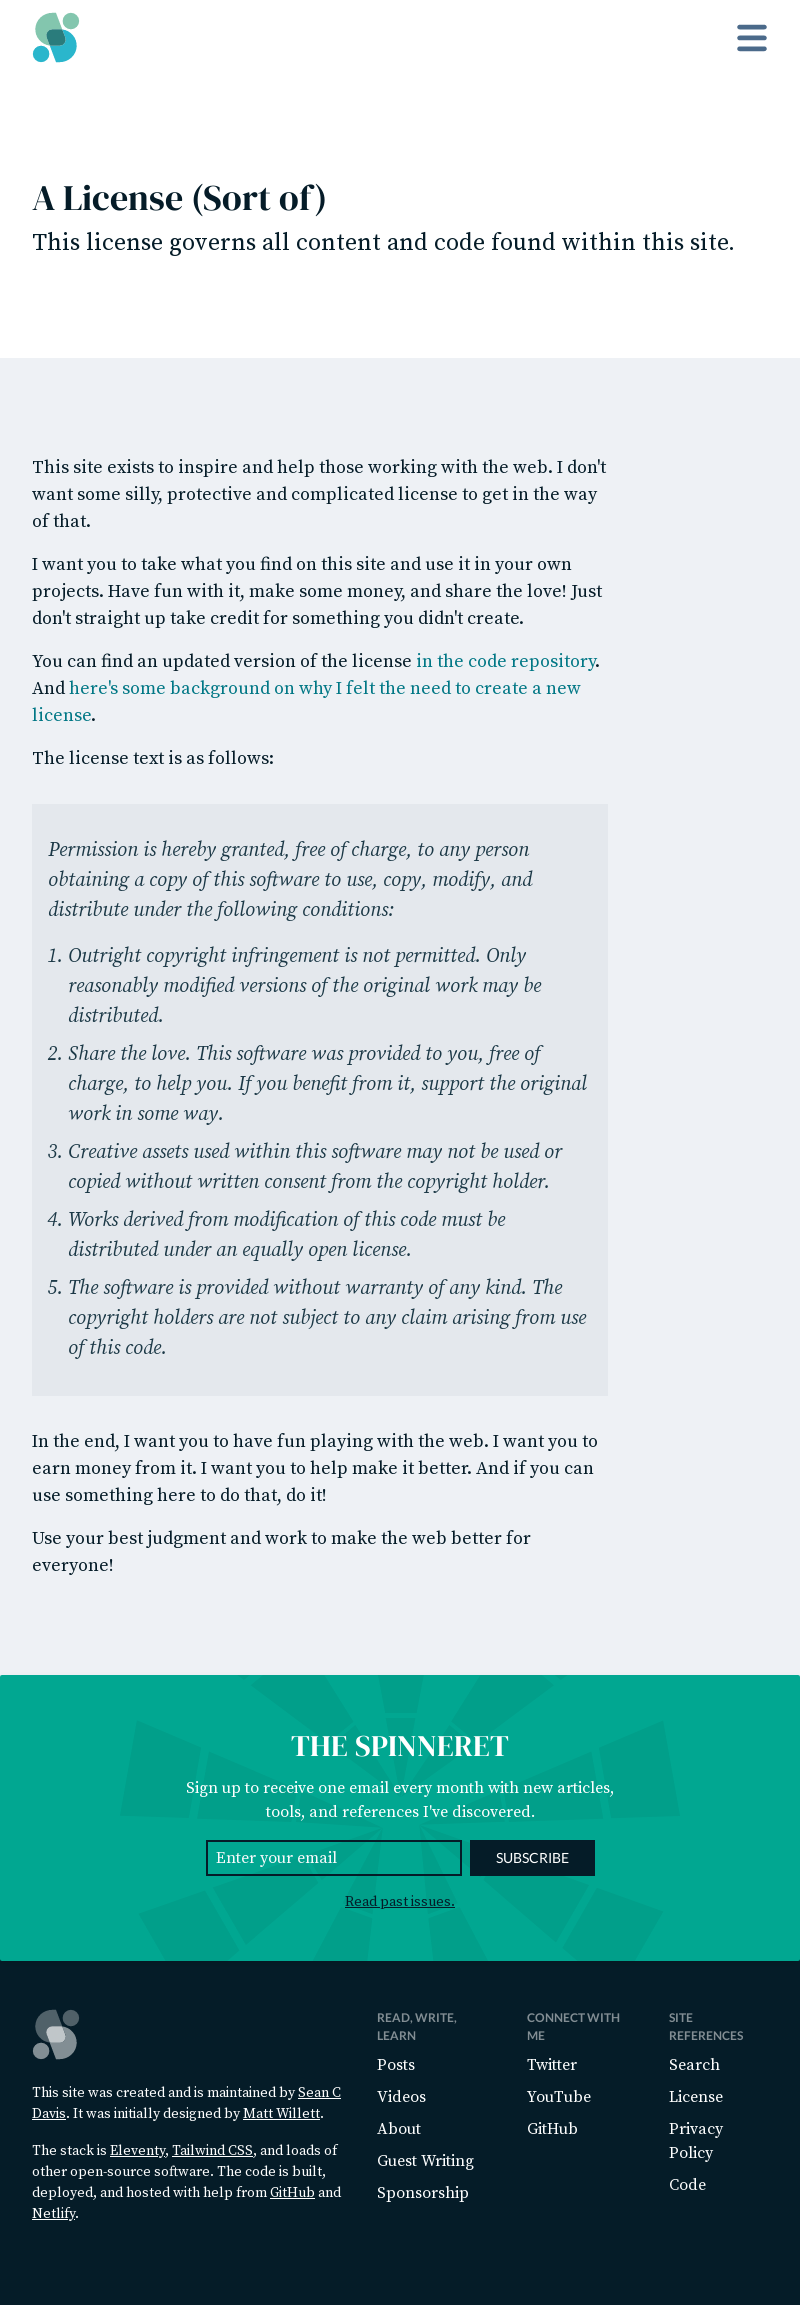 A License (Sort of)
This license governs all content and code found within this site.
This site exists to inspire and help those working with the web. I don't
want some silly, protective and complicated license to get in the way
of that.
I want you to take what you find on this site and use it in your own
projects. Have fun with it, make some money, and share the love! Just
don't straight up take credit for something you didn't create.
You can find an updated version of the license in the code repository.
And here's some background on why I felt the need to create a new
license.
The license text is as follows:
Permission is hereby granted, free of charge, to any person
obtaining a copy of this software to use, copy, modify, and
distribute under the following conditions:
1. Outright copyright infringement is not permitted. Only
reasonably modified versions of the original work may be
distributed.
2. Share the love. This software was provided to you, free of
charge, to help you. If you benefit from it, support the original
work in some way.
3. Creative assets used within this software may not be used or
copied without written consent from the copyright holder.
4. Works derived from modification of this code must be
distributed under an equally open license.
5. The software is provided without warranty of any kind. The
copyright holders are not subject to any claim arising from use
of this code.
In the end, I want you to have fun playing with the web. I want you to
earn money from it. I want you to help make it better. And if you can
use something here to do that, do it!
Use your best judgment and work to make the web better for
everyone!
THE SPINNERET
Sign up to receive one email every month with new articles,
tools, and references I've discovered.
Enter your email
SUBSCRIBE
Read past issues.
This site was created and is maintained by Sean C
Davis. It was initially designed by Matt Willett.
The stack is Eleventy, Tailwind CSS, and loads of
other open-source software. The code is built,
deployed, and hosted with help from GitHub and
Netlify.
READ, WRITE,
LEARN
Posts
Videos
About
Guest Writing
Sponsorship
CONNECT WITH
ME
Twitter
YouTube
GitHub
SITE
REFERENCES
Search
License
Privacy
Policy
Code